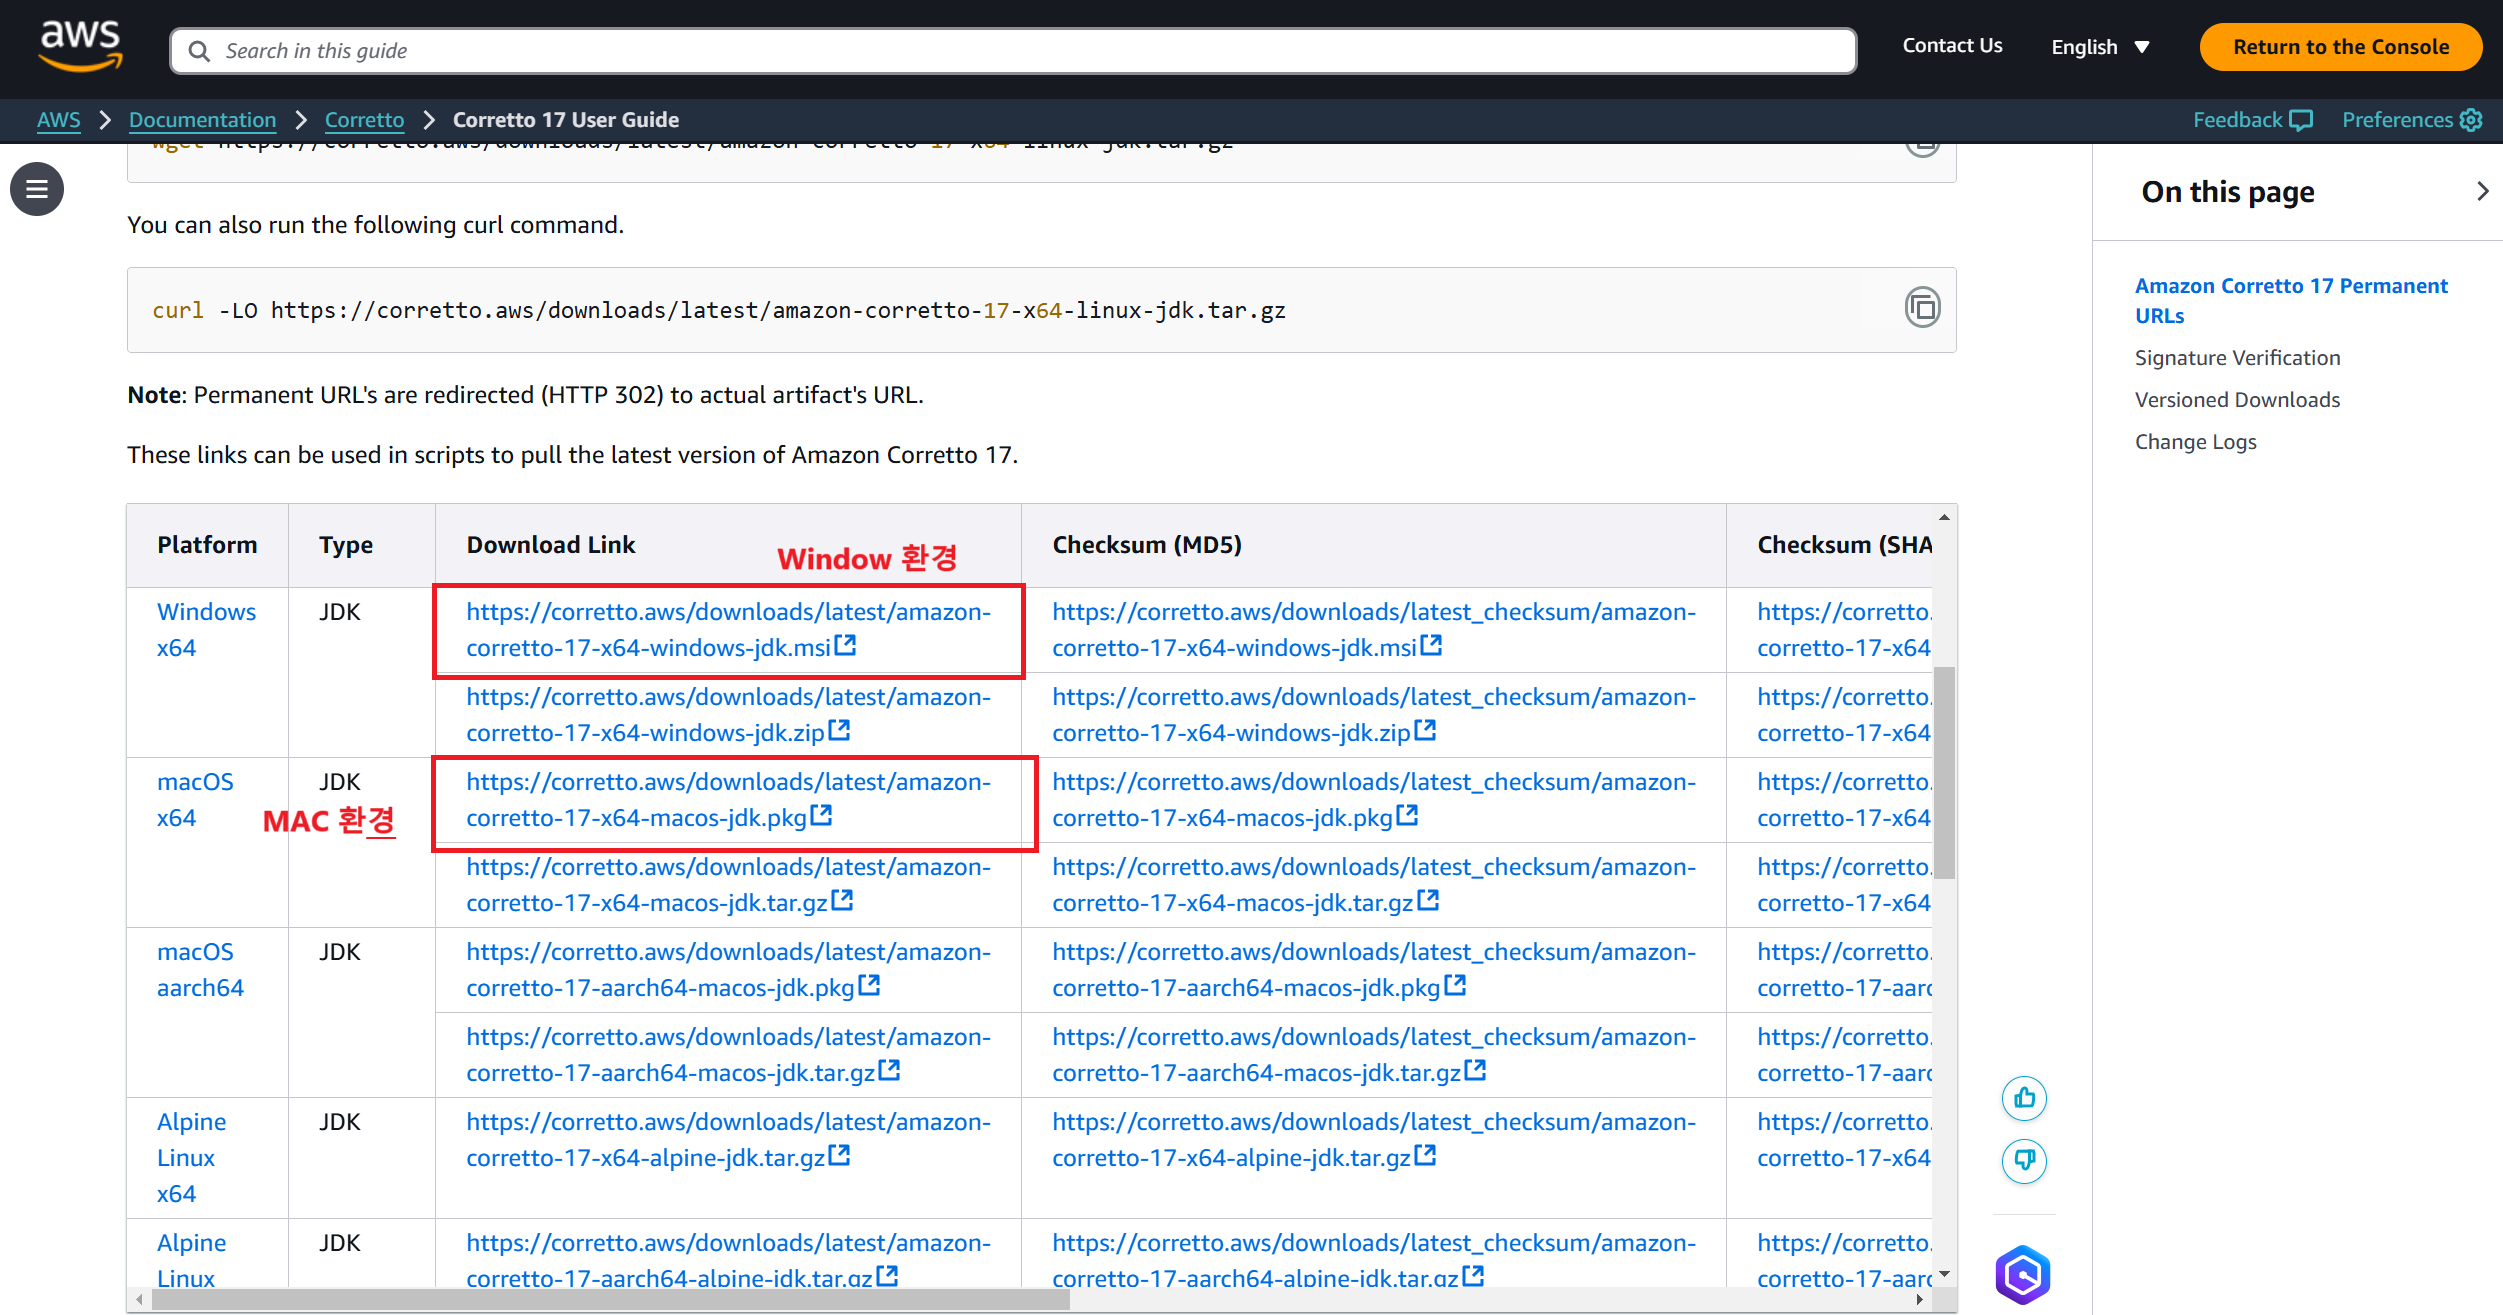 aws
Search in this guide
Contact Us
English
Return to the Console
AWS
Documentation
Corretto
Corretto 17 User Guide
Feedback
Preferences
wget https://corretto.aws/downloads/latest/amazon-corretto-17-x64-linux-jdk.tar.gz
You can also run the following curl command.
curl -LO https://corretto.aws/downloads/latest/amazon-corretto-17-x64-linux-jdk.tar.gz
Note: Permanent URL's are redirected (HTTP 302) to actual artifact's URL.
These links can be used in scripts to pull the latest version of Amazon Corretto 17.
Platform Type Download Link Checksum (MD5) Checksum (SHA
Window 환경
Windows JDK https://corretto.aws/downloads/latest/amazon- https://corretto.aws/downloads/latest_checksum/amazon- https://corretto.
x64 corretto-17-x64-windows-jdk.msi corretto-17-x64-windows-jdk.msi corretto-17-x64
https://corretto.aws/downloads/latest/amazon- https://corretto.aws/downloads/latest_checksum/amazon- https://corretto.
corretto-17-x64-windows-jdk.zip corretto-17-x64-windows-jdk.zip corretto-17-x64
macOS JDK https://corretto.aws/downloads/latest/amazon- https://corretto.aws/downloads/latest_checksum/amazon- https://corretto.
x64 MAC 환경 corretto-17-x64-macos-jdk.pkg corretto-17-x64-macos-jdk.pkg corretto-17-x64
https://corretto.aws/downloads/latest/amazon- https://corretto.aws/downloads/latest_checksum/amazon- https://corretto.
corretto-17-x64-macos-jdk.tar.gz corretto-17-x64-macos-jdk.tar.gz corretto-17-x64
macOS JDK https://corretto.aws/downloads/latest/amazon- https://corretto.aws/downloads/latest_checksum/amazon- https://corretto.
aarch64 corretto-17-aarch64-macos-jdk.pkg corretto-17-aarch64-macos-jdk.pkg corretto-17-aarc
https://corretto.aws/downloads/latest/amazon- https://corretto.aws/downloads/latest_checksum/amazon- https://corretto.
corretto-17-aarch64-macos-jdk.tar.gz corretto-17-aarch64-macos-jdk.tar.gz corretto-17-aarc
Alpine JDK https://corretto.aws/downloads/latest/amazon- https://corretto.aws/downloads/latest_checksum/amazon- https://corretto.
Linux corretto-17-x64-alpine-jdk.tar.gz corretto-17-x64-alpine-jdk.tar.gz corretto-17-x64
x64
Alpine JDK https://corretto.aws/downloads/latest/amazon- https://corretto.aws/downloads/latest_checksum/amazon- https://corretto.
Linux corretto-17-aarch64-alpine-jdk.tar.gz corretto-17-aarch64-alpine-jdk.tar.gz corretto-17-aarc
On this page
Amazon Corretto 17 Permanent
URLs
Signature Verification
Versioned Downloads
Change Logs